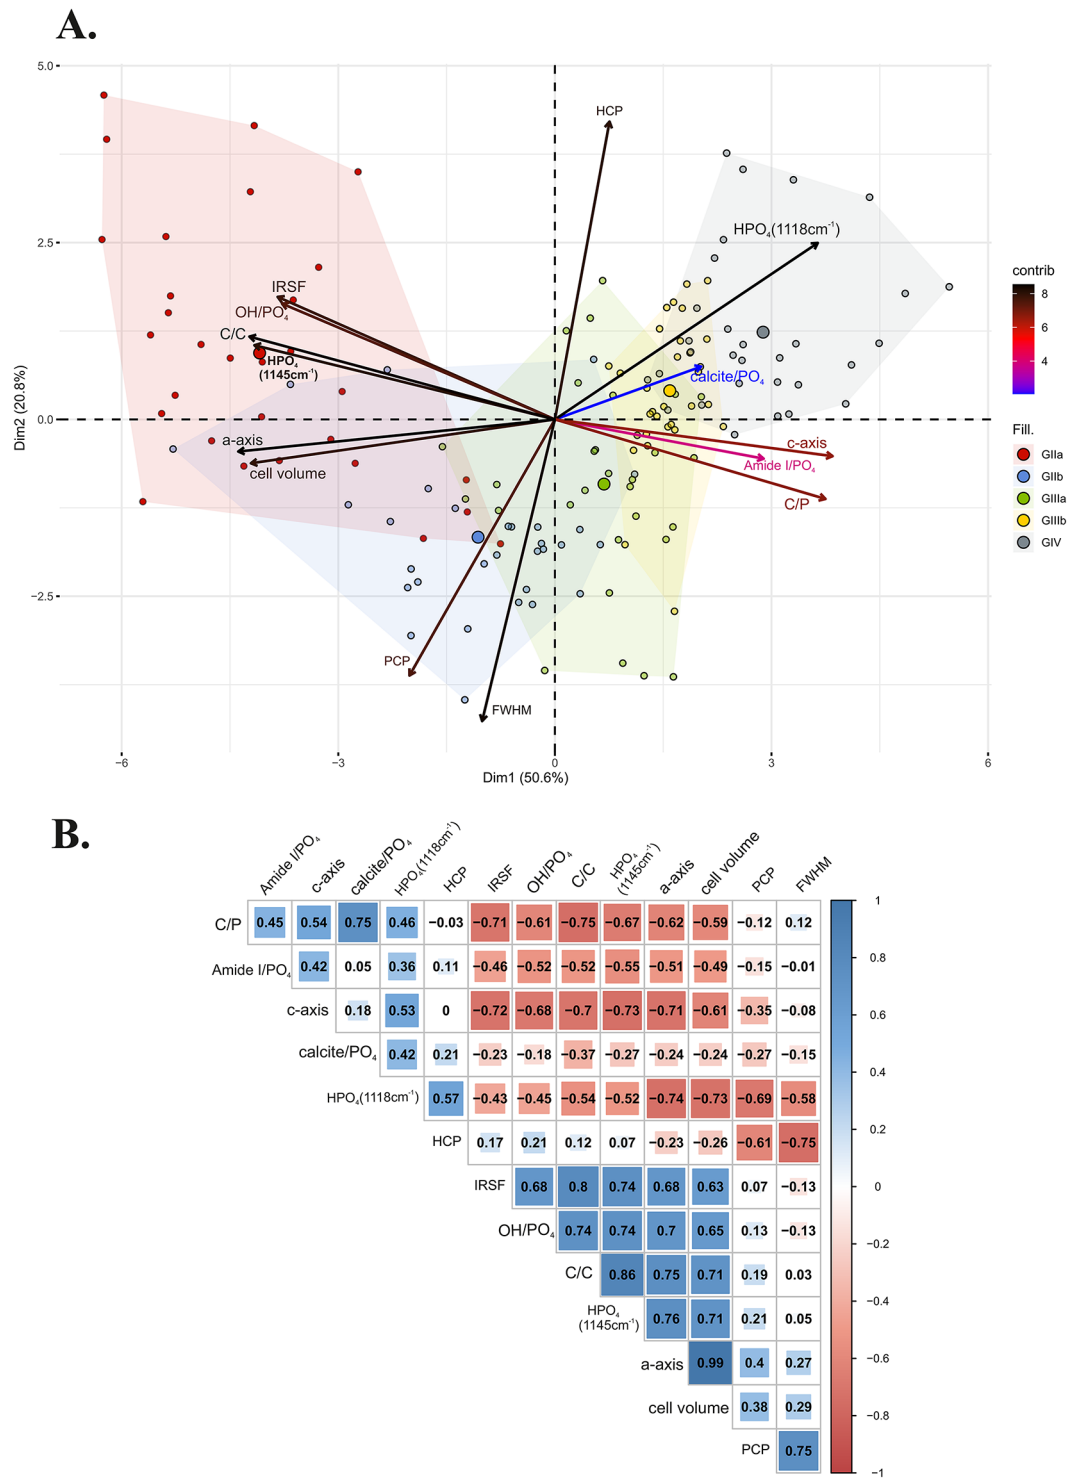 A.
5.0
2.5
0.0
−2.5
−6
−3
0
3
6
Dim2 (20.8%)
Dim1 (50.6%)
HCP
HPO₄(1118cm⁻¹)
IRSF
OH/PO₄
C/C
HPO₄
(1145cm⁻¹)
calcite/PO₄
a-axis
cell volume
c-axis
Amide I/PO₄
C/P
PCP
FWHM
contrib
8
6
4
Fill.
GIIa
GIIb
GIIIa
GIIIb
GIV
B.
Amide I/PO₄ c-axis calcite/PO₄ HPO₄(1118cm⁻¹) HCP IRSF OH/PO₄ C/C HPO₄ (1145cm⁻¹) a-axis cell volume PCP FWHM
C/P 0.45 0.54 0.75 0.46 −0.03 −0.71 −0.61 −0.75 −0.67 −0.62 −0.59 −0.12 0.12
Amide I/PO₄ 0.42 0.05 0.36 0.11 −0.46 −0.52 −0.52 −0.55 −0.51 −0.49 −0.15 −0.01
c-axis 0.18 0.53 0 −0.72 −0.68 −0.7 −0.73 −0.71 −0.61 −0.35 −0.08
calcite/PO₄ 0.42 0.21 −0.23 −0.18 −0.37 −0.27 −0.24 −0.24 −0.27 −0.15
HPO₄(1118cm⁻¹) 0.57 −0.43 −0.45 −0.54 −0.52 −0.74 −0.73 −0.69 −0.58
HCP 0.17 0.21 0.12 0.07 −0.23 −0.26 −0.61 −0.75
IRSF 0.68 0.8 0.74 0.68 0.63 0.07 −0.13
OH/PO₄ 0.74 0.74 0.7 0.65 0.13 −0.13
C/C 0.86 0.75 0.71 0.19 0.03
HPO₄
(1145cm⁻¹) 0.76 0.71 0.21 0.05
a-axis 0.99 0.4 0.27
cell volume 0.38 0.29
PCP 0.75
1
0.8
0.6
0.4
0.2
0
−0.2
−0.4
−0.6
−0.8
−1